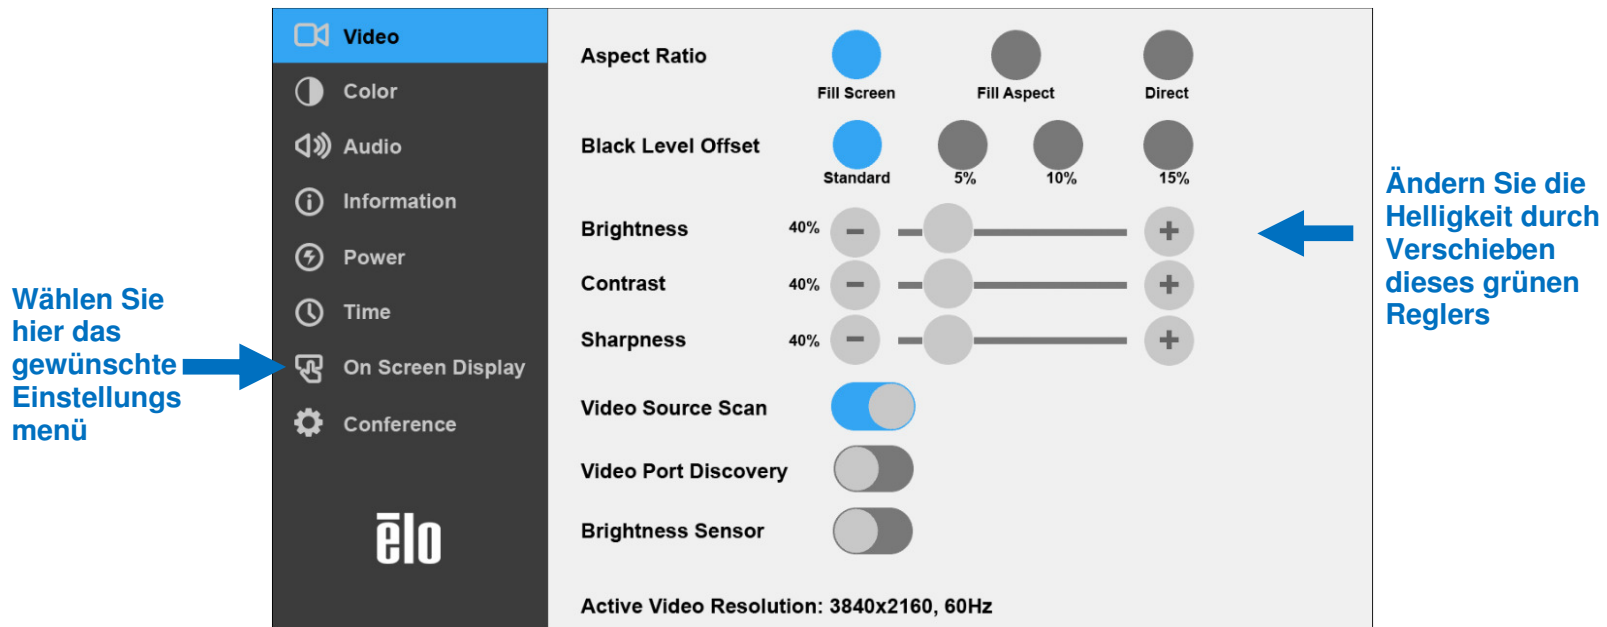 Video
Color
Audio
Information
Power
Time
On Screen Display
Conference
ēlo
Aspect Ratio
Fill Screen
Fill Aspect
Direct
Black Level Offset
Standard
5%
10%
15%
Brightness 40% − +
Contrast 40% − +
Sharpness 40% − +
Video Source Scan
Video Port Discovery
Brightness Sensor
Active Video Resolution: 3840x2160, 60Hz
Wählen Sie
hier das
gewünschte
Einstellungs
menü
Ändern Sie die
Helligkeit durch
Verschieben
dieses grünen
Reglers